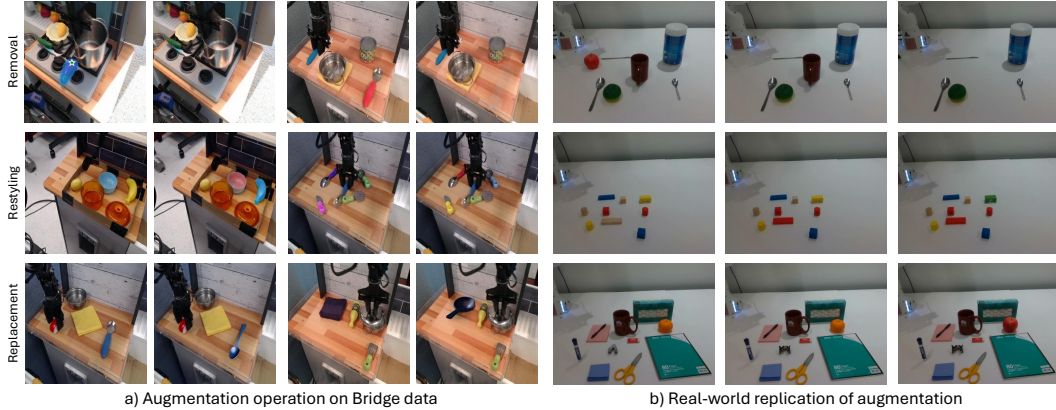 Removal
Restyling
Replacement
a) Augmentation operation on Bridge data
b) Real-world replication of augmentation